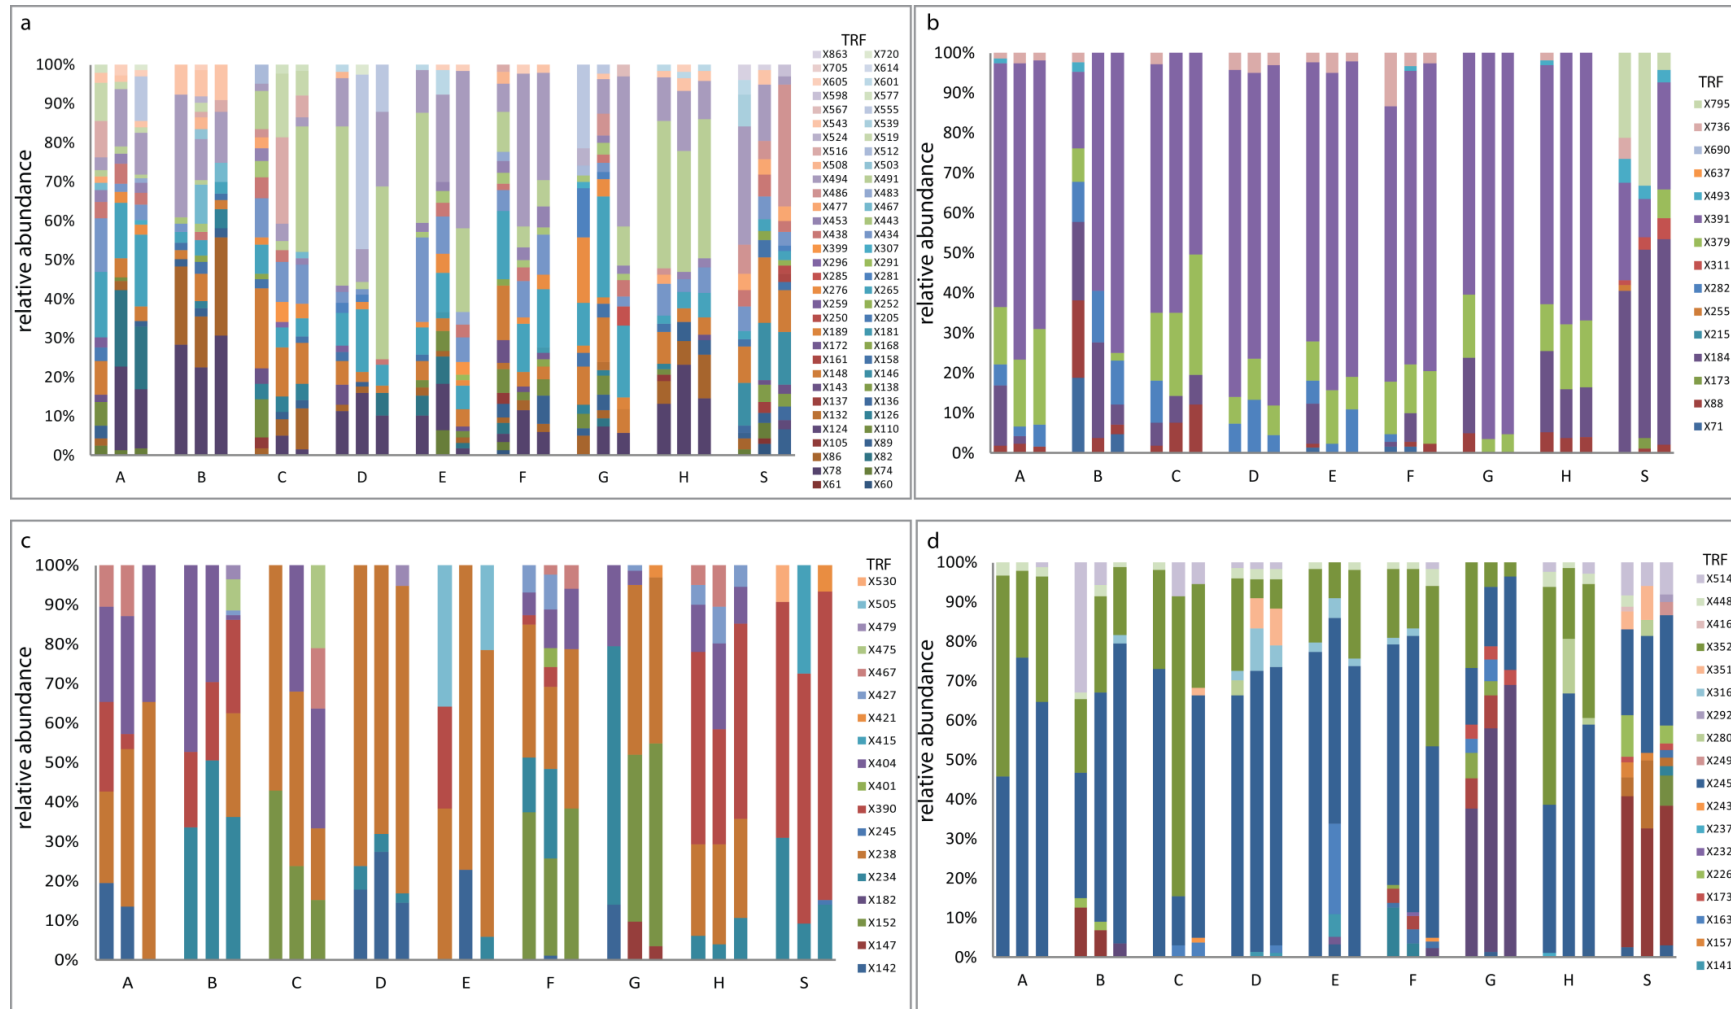 a
TRF
X863 X720
X705 X614
X605 X601
X598 X577
X567 X555
X543 X539
X524 X519
X516 X512
X508 X503
X494 X491
X486 X483
X477 X467
X453 X443
X438 X434
X399 X307
X296 X291
X285 X281
X276 X265
X259 X252
X250 X205
X189 X181
X172 X168
X161 X158
X148 X146
X143 X138
X137 X136
X132 X126
X124 X110
X105 X89
X86 X82
X78 X74
X61 X60
relative abundance
100%
90%
80%
70%
60%
50%
40%
30%
20%
10%
0%
A B C D E F G H S
b
TRF
X795
X736
X690
X637
X493
X391
X379
X311
X282
X255
X215
X184
X173
X88
X71
relative abundance
100%
90%
80%
70%
60%
50%
40%
30%
20%
10%
0%
A B C D E F G H S
c
TRF
X530
X505
X479
X475
X467
X427
X421
X415
X404
X401
X390
X245
X238
X234
X182
X152
X147
X142
relative abundance
100%
90%
80%
70%
60%
50%
40%
30%
20%
10%
0%
A B C D E F G H S
d
TRF
X514
X448
X416
X352
X351
X316
X292
X280
X249
X245
X243
X237
X232
X226
X173
X163
X157
X141
relative abundance
100%
90%
80%
70%
60%
50%
40%
30%
20%
10%
0%
A B C D E F G H S